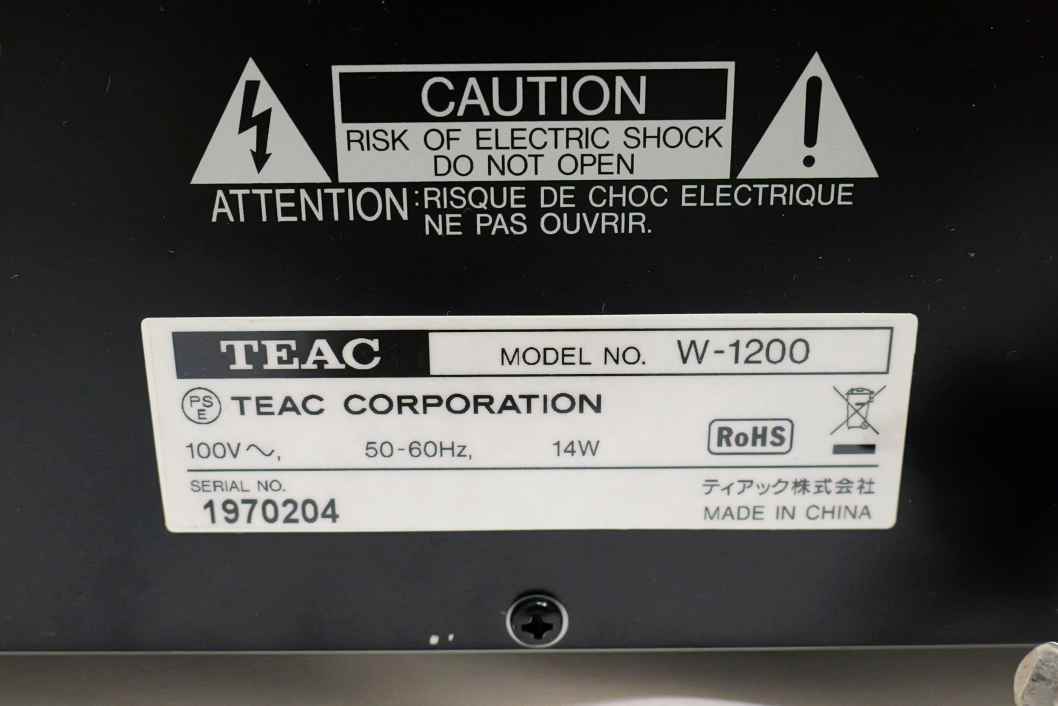 CAUTION
RISK OF ELECTRIC SHOCK
DO NOT OPEN
ATTENTION:RISQUE DE CHOC ELECTRIQUE
NE PAS OUVRIR.
TEAC MODEL NO. W-1200
PSE TEAC CORPORATION
100V～, 50-60Hz, 14W RoHS
SERIAL NO. ティアック株式会社
1970204 MADE IN CHINA